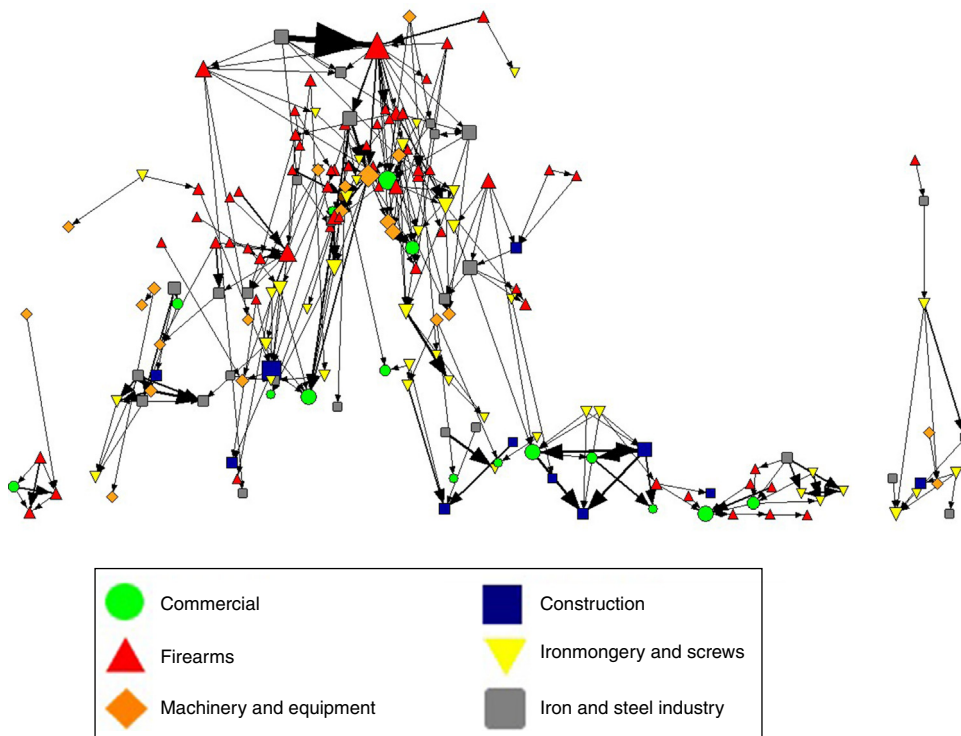 Commercial
Construction
Firearms
Ironmongery and screws
Machinery and equipment
Iron and steel industry